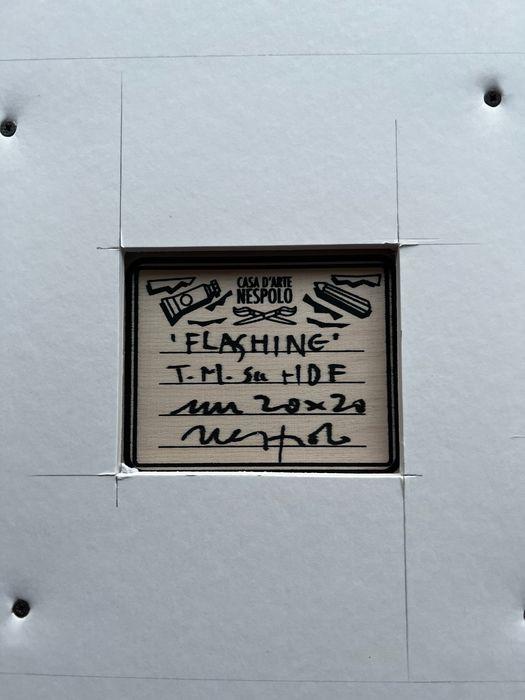 CASA D'ARTE
NESPOLO
'FLASHING'
T.M. su HDF
cm 20x20
Nespolo